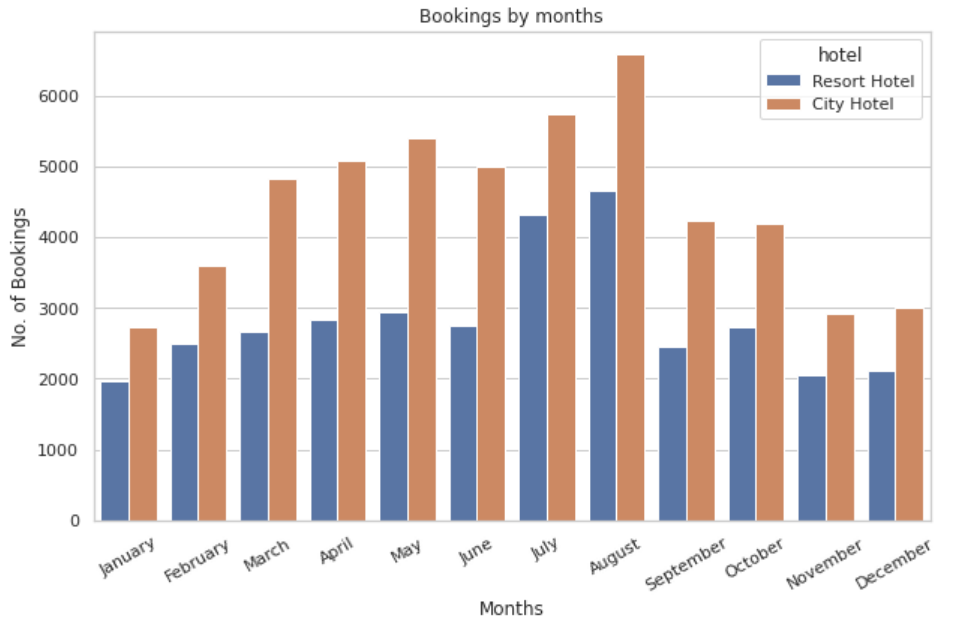 Bookings by months
hotel
Resort Hotel
City Hotel
No. of Bookings
6000
5000
4000
3000
2000
1000
0
January
February
March
April
May
June
July
August
September
October
November
December
Months